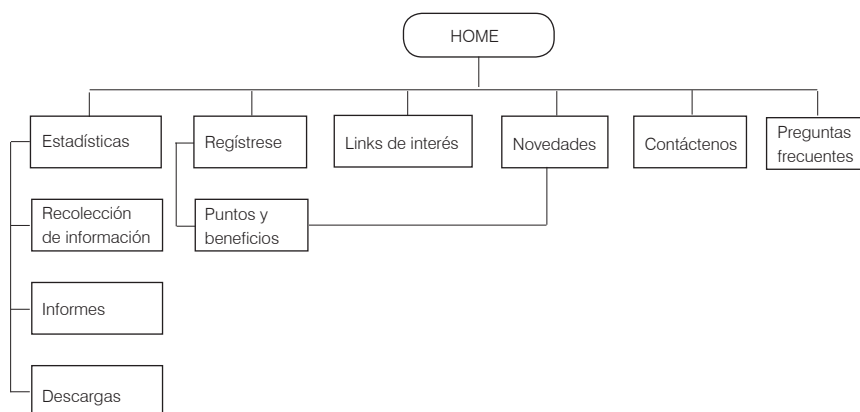 HOME
Estadísticas
Regístrese
Links de interés
Novedades
Contáctenos
Preguntas
frecuentes
Recolección
de información
Puntos y
beneficios
Informes
Descargas